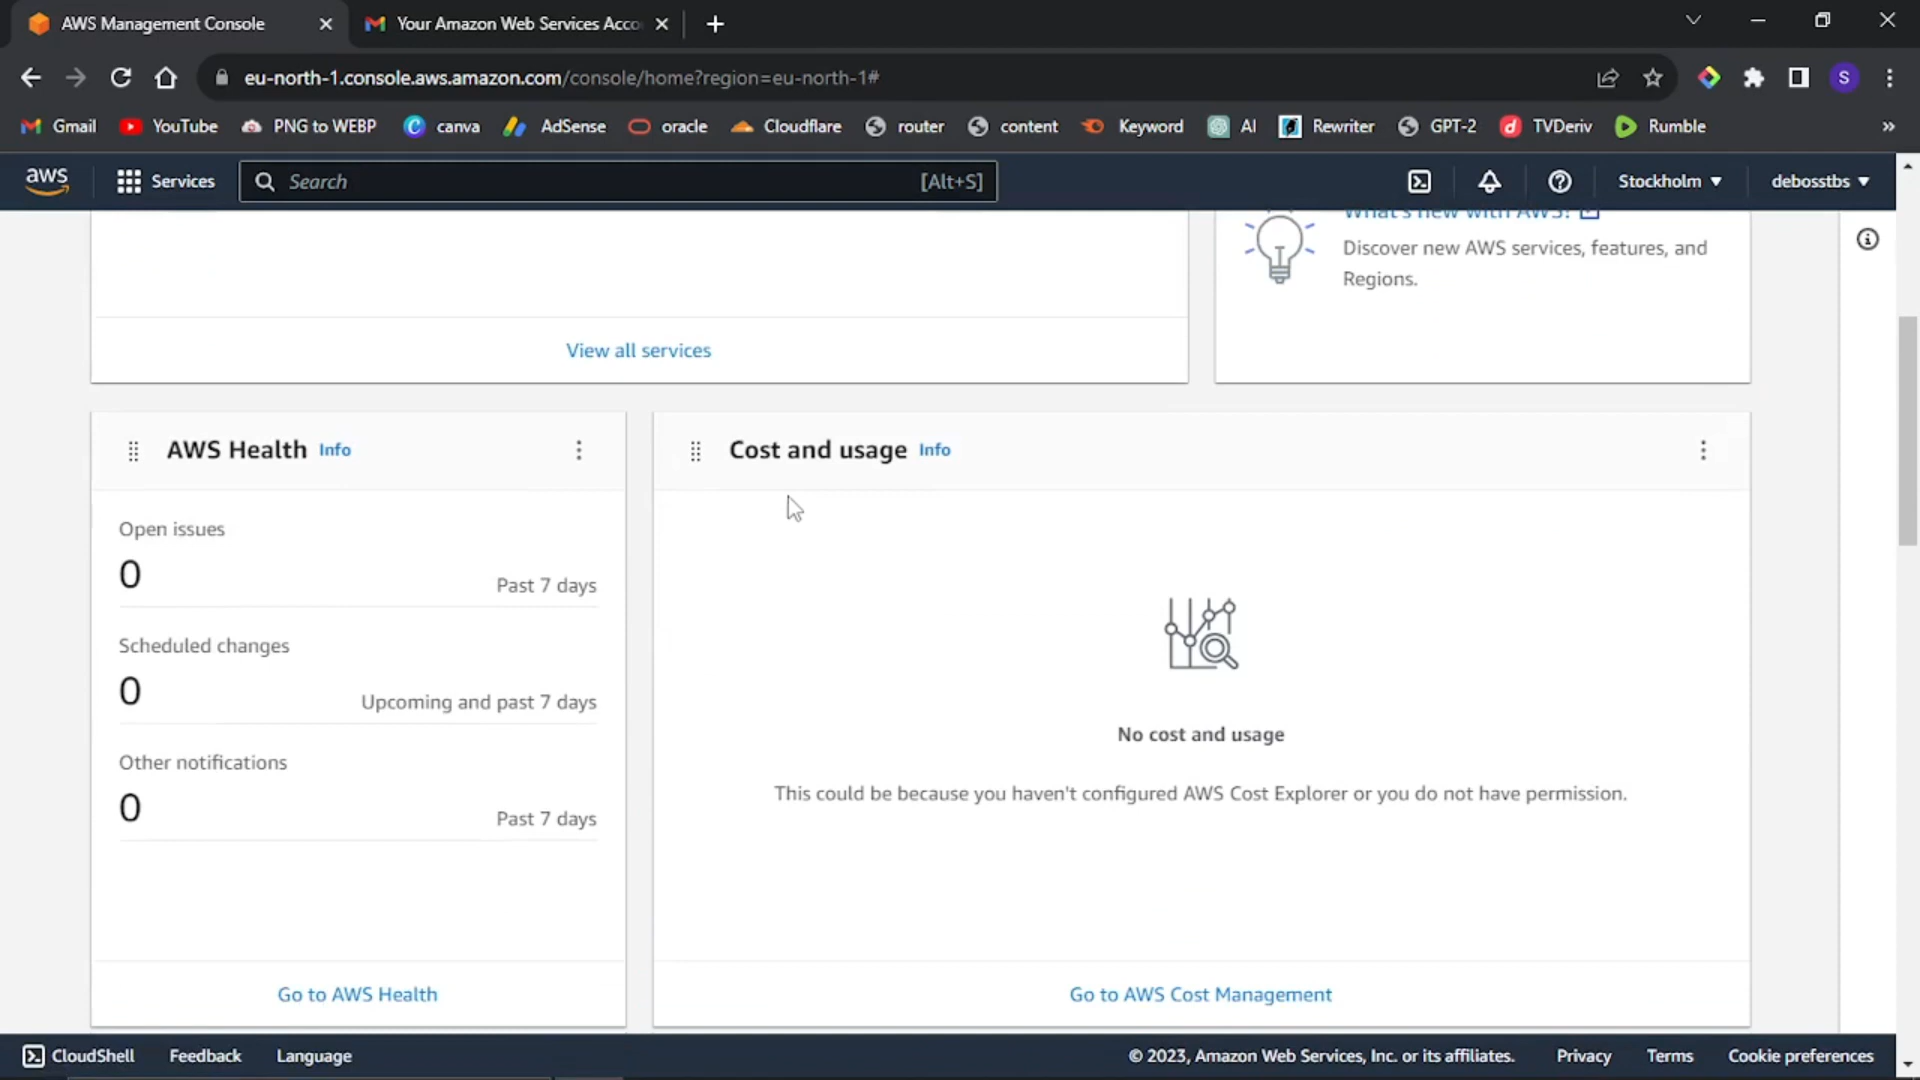 AWS Management Console
Your Amazon Web Services Acco
eu-north-1.console.aws.amazon.com/console/home?region=eu-north-1#
S
Gmail
YouTube
PNG to WEBP
canva
AdSense
oracle
Cloudflare
router
content
Keyword
AI
Rewriter
GPT-2
TVDeriv
Rumble
»
aws
Services
Search
[Alt+S]
Stockholm
debosstbs
What's new with AWS?
Discover new AWS services, features, and
Regions.
View all services
AWS Health Info
Open issues
0
Past 7 days
Scheduled changes
0
Upcoming and past 7 days
Other notifications
0
Past 7 days
Go to AWS Health
Cost and usage Info
No cost and usage
This could be because you haven't configured AWS Cost Explorer or you do not have permission.
Go to AWS Cost Management
CloudShell
Feedback
Language
© 2023, Amazon Web Services, Inc. or its affiliates.
Privacy
Terms
Cookie preferences